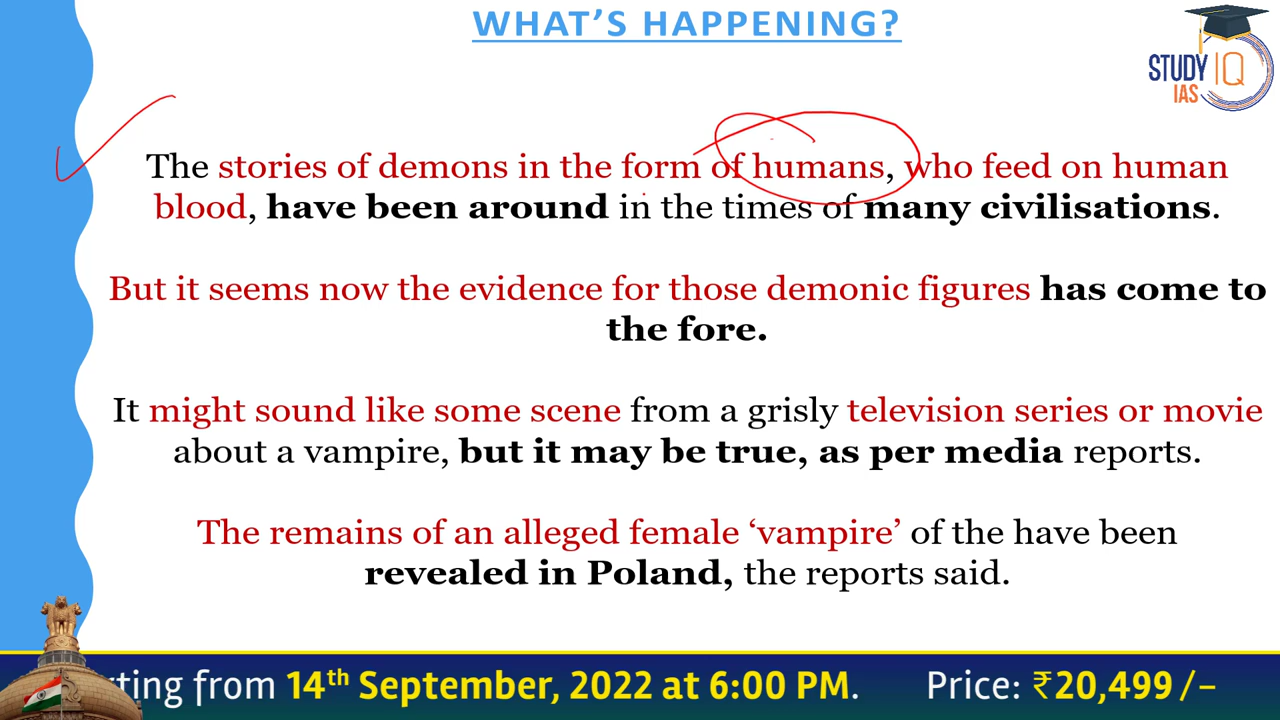 WHAT'S HAPPENING?
STUDY IQ
IAS
The stories of demons in the form of humans, who feed on human
blood, have been around in the times of many civilisations.
But it seems now the evidence for those demonic figures has come to
the fore.
It might sound like some scene from a grisly television series or movie
about a vampire, but it may be true, as per media reports.
The remains of an alleged female ‘vampire’ of the have been
revealed in Poland, the reports said.
from 14th September, 2022 at 6:00 PM. Price: ₹20,499/-